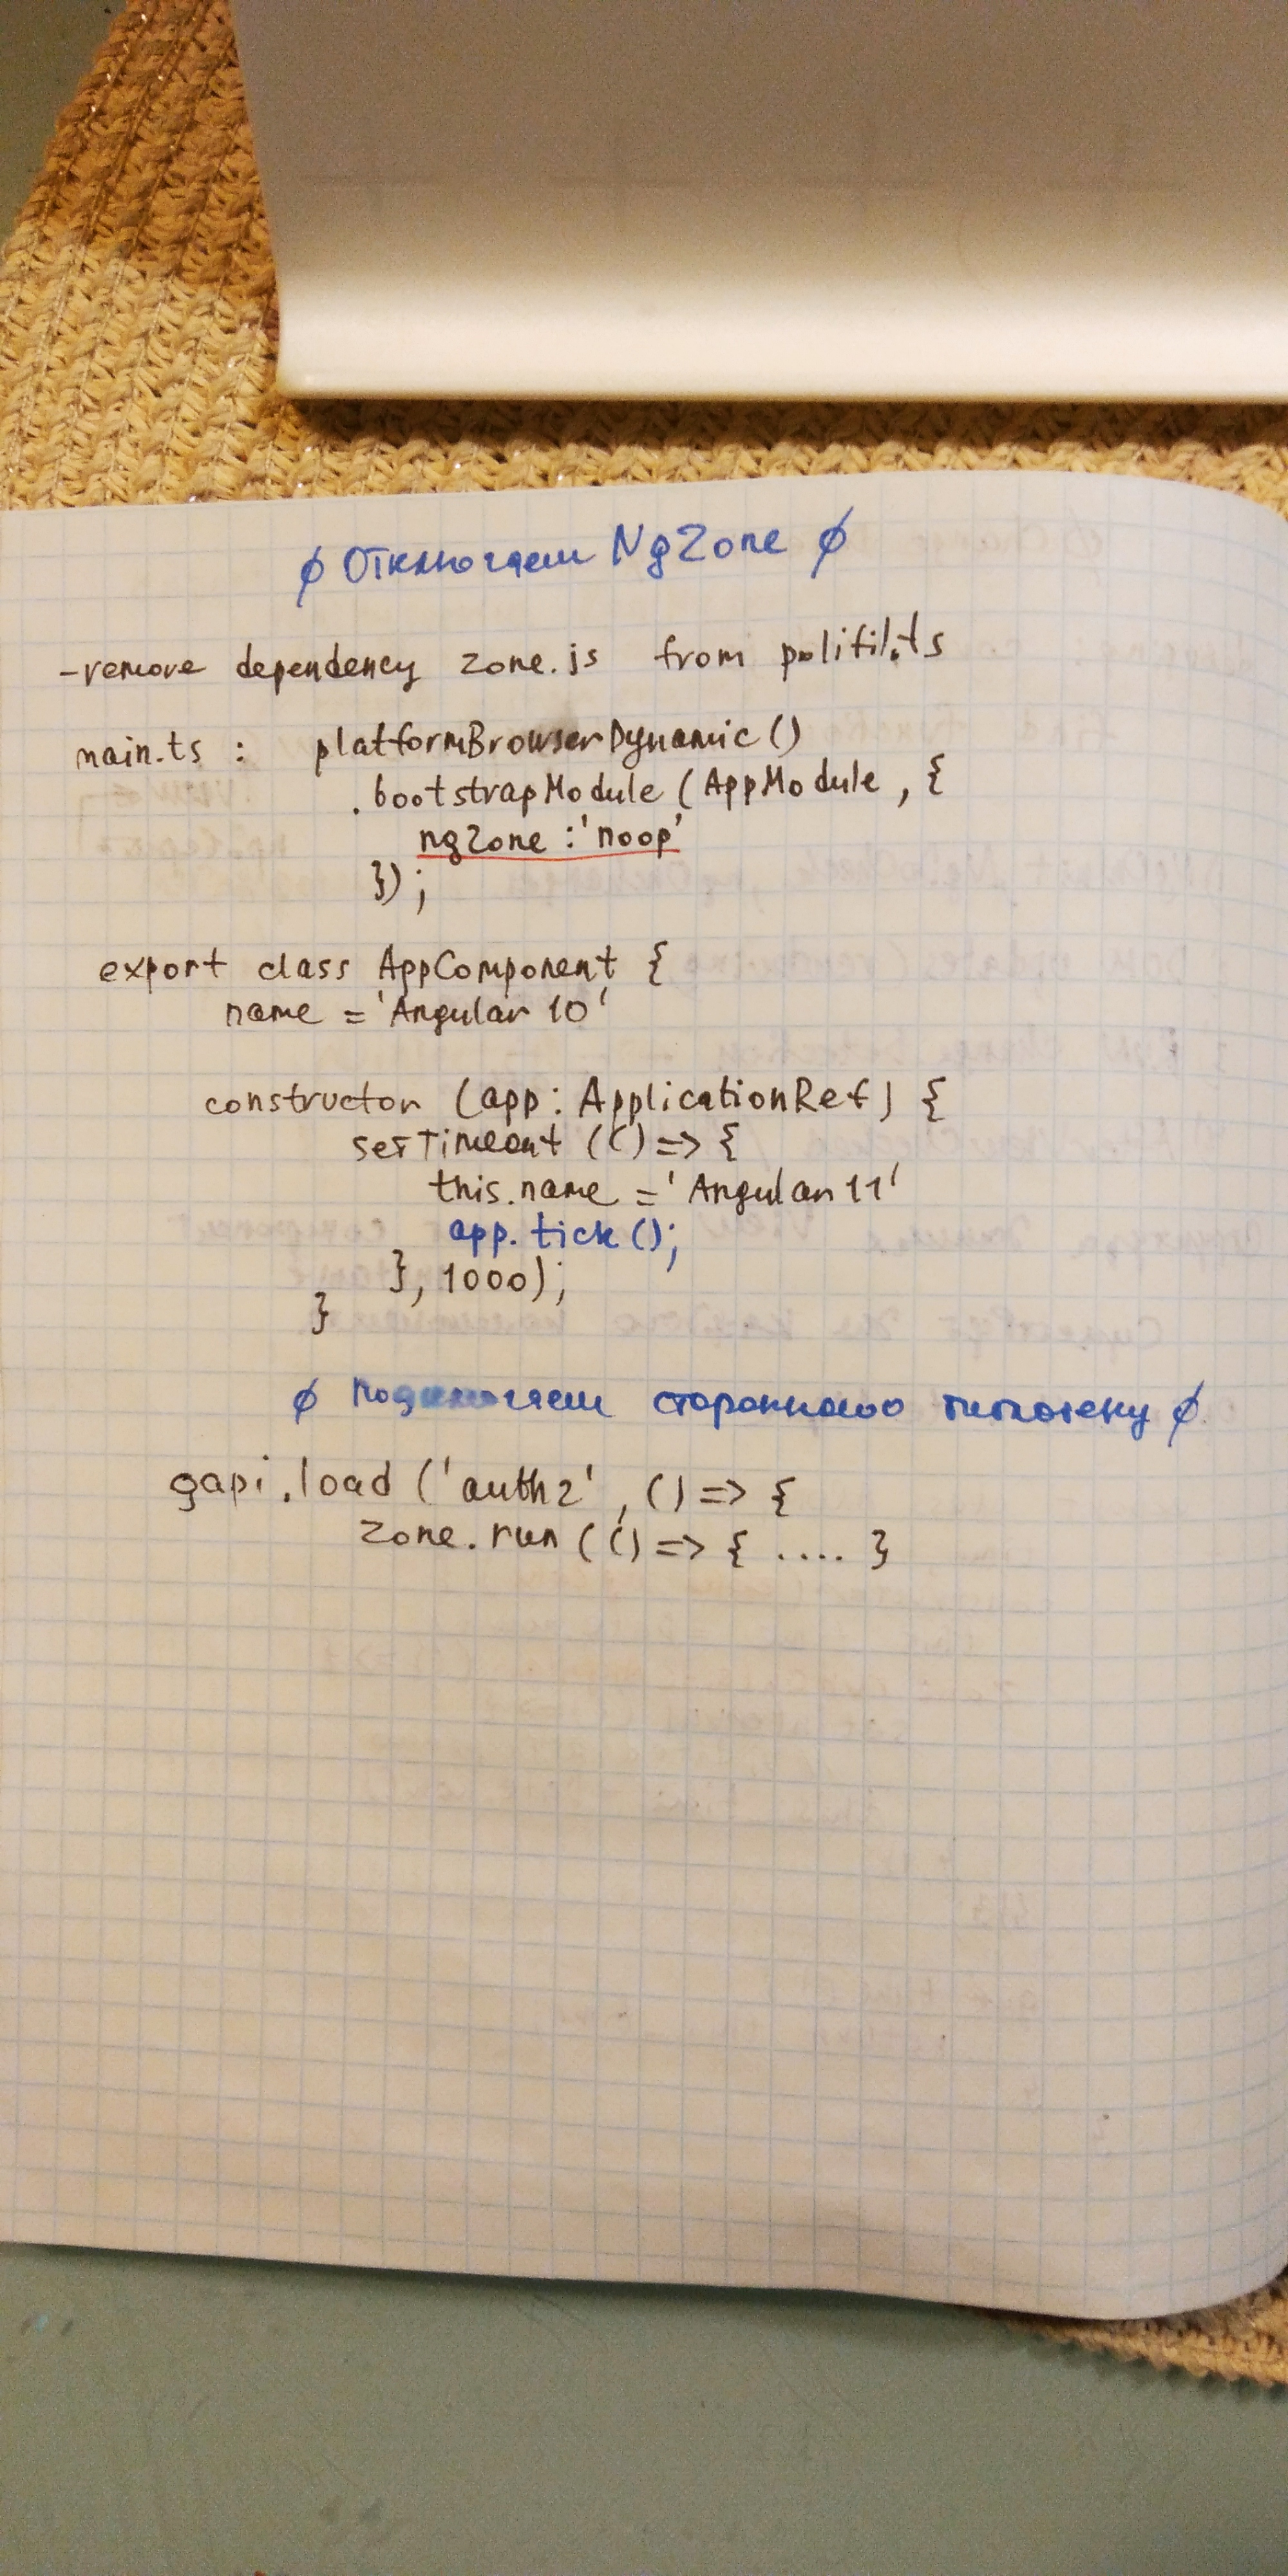 ∅ Отключаем NgZone ∅
-remove dependency zone.js from polifil.ts
main.ts : platformBrowserDynamic()
.bootstrapModule (AppModule, {
ngZone : 'noop'
});
export class AppComponent {
name = 'Angular 10'
constructor (app: ApplicationRef) {
setTimeout (() => {
this.name = 'Angular 11'
app.tick();
}, 1000);
}
∅ Подключаем стороннюю библиотеку ∅
gapi.load ('auth2', () => {
zone.run (() => { .... }